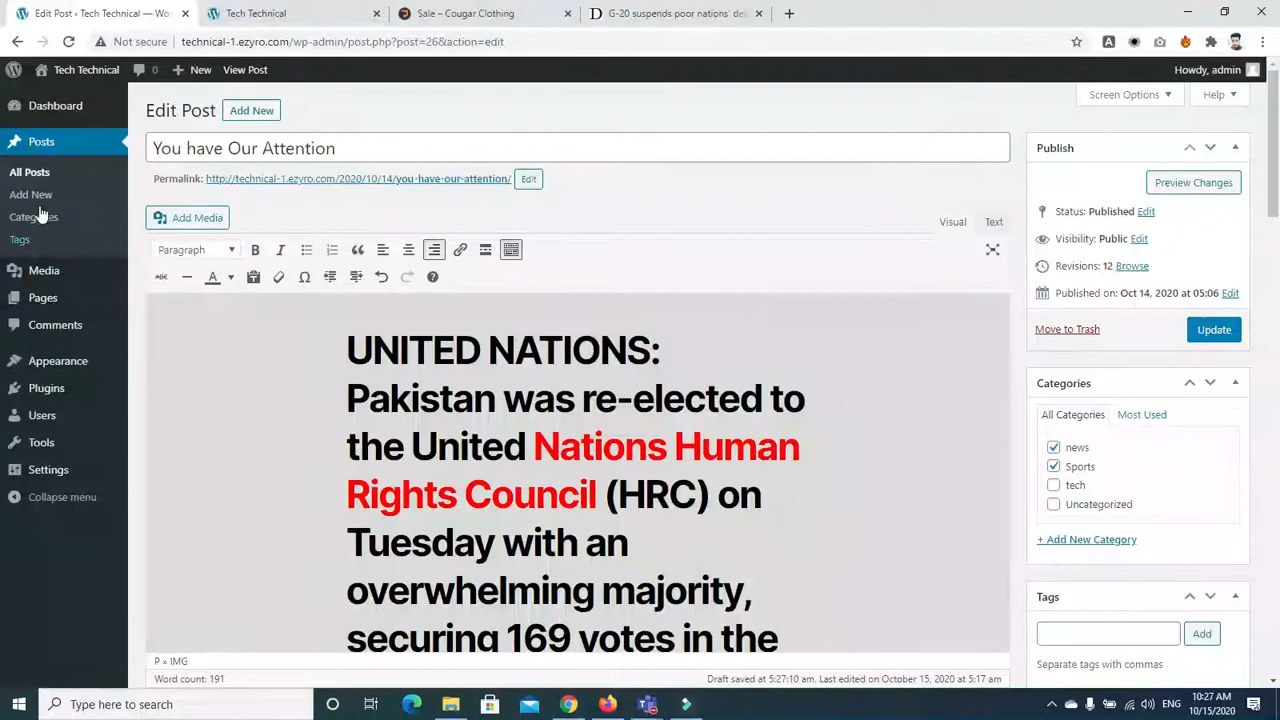 Edit Post ‹ Tech Technical — Wo
Tech Technical
Sale – Cougar Clothing
G-20 suspends poor nations' de
Not secure
technical-1.ezyro.com/wp-admin/post.php?post=26&action=edit
Tech Technical
0
New
View Post
Howdy, admin
Dashboard
Posts
All Posts
Add New
Categories
Tags
Media
Pages
Comments
Appearance
Plugins
Users
Tools
Settings
Collapse menu
Edit Post
Add New
Screen Options
Help
You have Our Attention
Permalink: http://technical-1.ezyro.com/2020/10/14/you-have-our-attention/
Edit
Add Media
Visual
Text
Paragraph
UNITED NATIONS:
Pakistan was re-elected to
the United Nations Human
Rights Council (HRC) on
Tuesday with an
overwhelming majority,
securing 169 votes in the
P » IMG
Word count: 191
Draft saved at 5:27:10 am. Last edited on October 15, 2020 at 5:17 am
Publish
Preview Changes
Status: Published Edit
Visibility: Public Edit
Revisions: 12 Browse
Published on: Oct 14, 2020 at 05:06 Edit
Move to Trash
Update
Categories
All Categories
Most Used
news
Sports
tech
Uncategorized
+ Add New Category
Tags
Add
Separate tags with commas
Type here to search
ENG
10:27 AM
10/15/2020